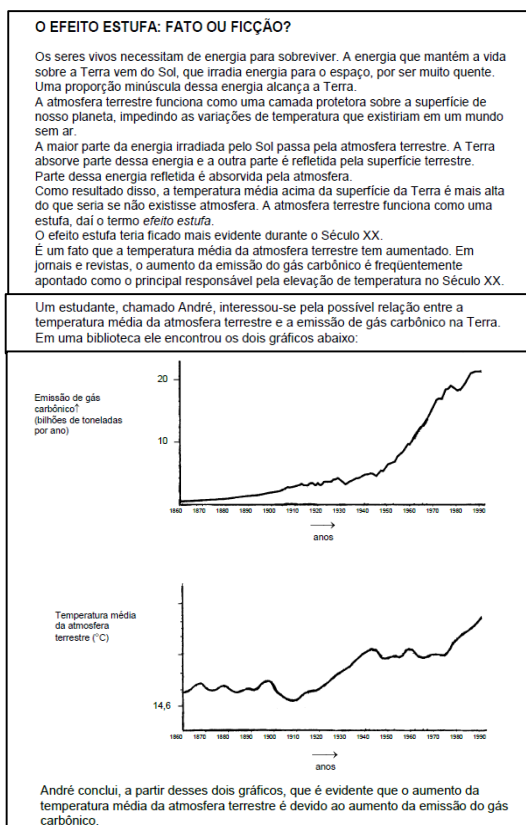 O EFEITO ESTUFA: FATO OU FICÇÃO?
Os seres vivos necessitam de energia para sobreviver. A energia que mantém a vida
sobre a Terra vem do Sol, que irradia energia para o espaço, por ser muito quente.
Uma proporção minúscula dessa energia alcança a Terra.
A atmosfera terrestre funciona como uma camada protetora sobre a superfície de
nosso planeta, impedindo as variações de temperatura que existiriam em um mundo
sem ar.
A maior parte da energia irradiada pelo Sol passa pela atmosfera terrestre. A Terra
absorve parte dessa energia e a outra parte é refletida pela superfície terrestre.
Parte dessa energia refletida é absorvida pela atmosfera.
Como resultado disso, a temperatura média acima da superfície da Terra é mais alta
do que seria se não existisse atmosfera. A atmosfera terrestre funciona como uma
estufa, daí o termo efeito estufa.
O efeito estufa teria ficado mais evidente durante o Século XX.
É um fato que a temperatura média da atmosfera terrestre tem aumentado. Em
jornais e revistas, o aumento da emissão do gás carbônico é freqüentemente
apontado como o principal responsável pela elevação de temperatura no Século XX.
Um estudante, chamado André, interessou-se pela possível relação entre a
temperatura média da atmosfera terrestre e a emissão de gás carbônico na Terra.
Em uma biblioteca ele encontrou os dois gráficos abaixo:
Emissão de gás
carbônico↑
(bilhões de toneladas
por ano)
20
10
1860 1870 1880 1890 1900 1910 1920 1930 1940 1950 1960 1970 1980 1990
→
anos
Temperatura média
da atmosfera
terrestre (°C)
14,6
1860 1870 1880 1890 1900 1910 1920 1930 1940 1950 1960 1970 1980 1990
→
anos
André conclui, a partir desses dois gráficos, que é evidente que o aumento da
temperatura média da atmosfera terrestre é devido ao aumento da emissão do gás
carbônico.